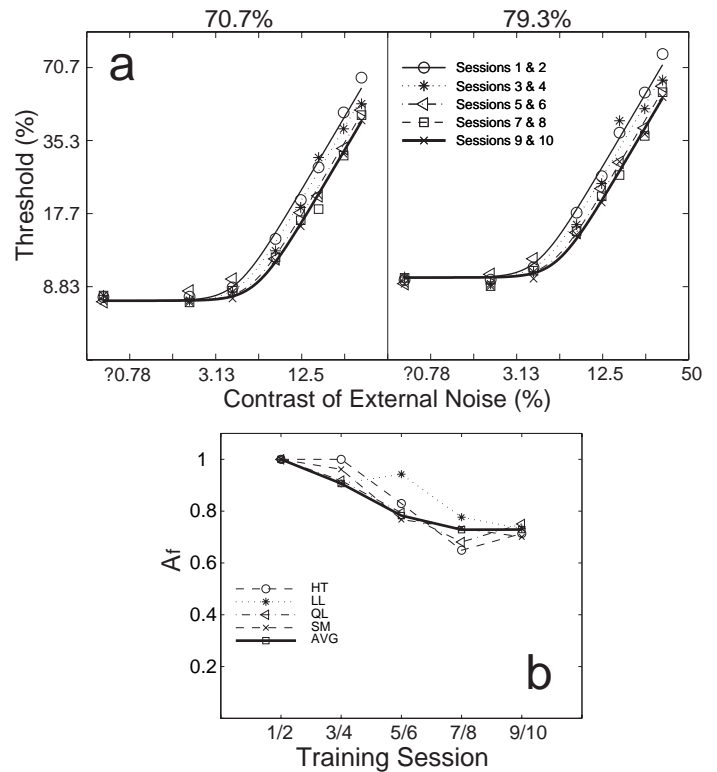 70.7% 79.3%
a
70.7
35.3
17.7
8.83
Threshold (%)
Sessions 1 & 2
Sessions 3 & 4
Sessions 5 & 6
Sessions 7 & 8
Sessions 9 & 10
?0.78 3.13 12.5 ?0.78 3.13 12.5 50
Contrast of External Noise (%)
1
0.8
0.6
0.4
0.2
Af
HT
LL
QL
SM
AVG
b
1/2 3/4 5/6 7/8 9/10
Training Session